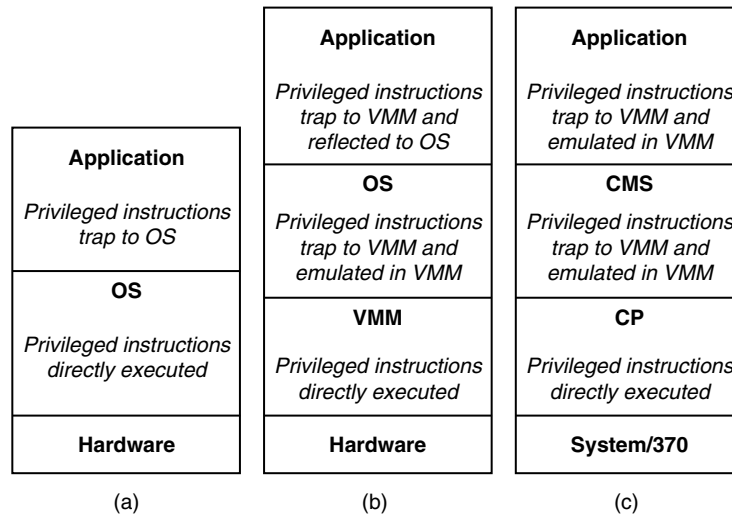 Application
Privileged instructions
trap to OS
OS
Privileged instructions
directly executed
Hardware
(a)
Application
Privileged instructions
trap to VMM and
reflected to OS
OS
Privileged instructions
trap to VMM and
emulated in VMM
VMM
Privileged instructions
directly executed
Hardware
(b)
Application
Privileged instructions
trap to VMM and
emulated in VMM
CMS
Privileged instructions
trap to VMM and
emulated in VMM
CP
Privileged instructions
directly executed
System/370
(c)